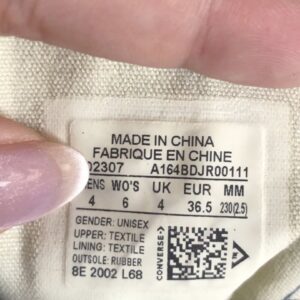 MADE IN CHINA
FABRIQUE EN CHINE
02307 A164BDJR00111
ENS WO'S UK EUR MM
4 6 4 36.5 230(2.5)
GENDER: UNISEX
UPPER: TEXTILE
LINING: TEXTILE
OUTSOLE: RUBBER
8E 2002 L68
CONVERSE